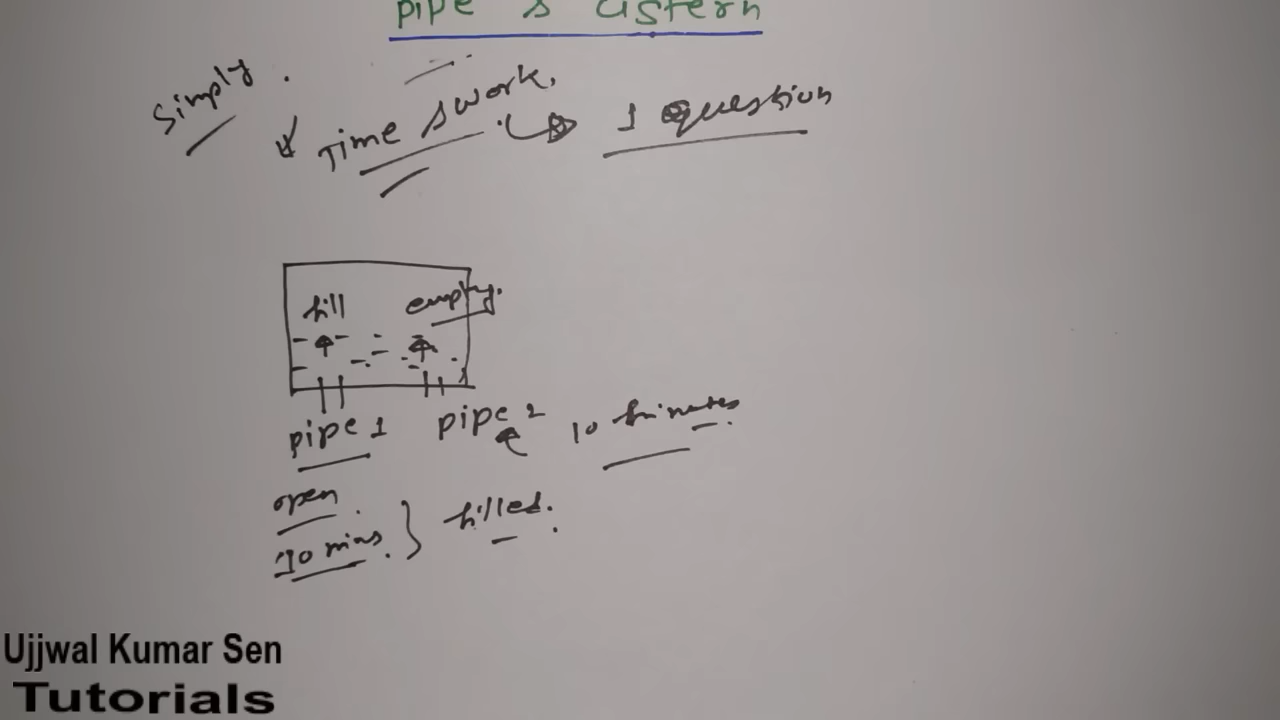 pipe & cistern
Simply.
Time & work. 1 question
fill empty.
pipe 1 pipe 2 10 minutes.
open.
10 mins. filled.
Ujjwal Kumar Sen
Tutorials